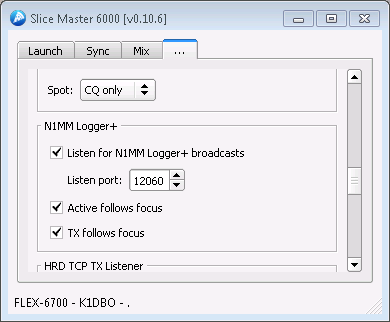 Slice Master 6000 [v0.10.6]
Launch Sync Mix ...
Spot: CQ only
N1MM Logger+
Listen for N1MM Logger+ broadcasts
Listen port: 12060
Active follows focus
TX follows focus
HRD TCP TX Listener
FLEX-6700 - K1DBO - .